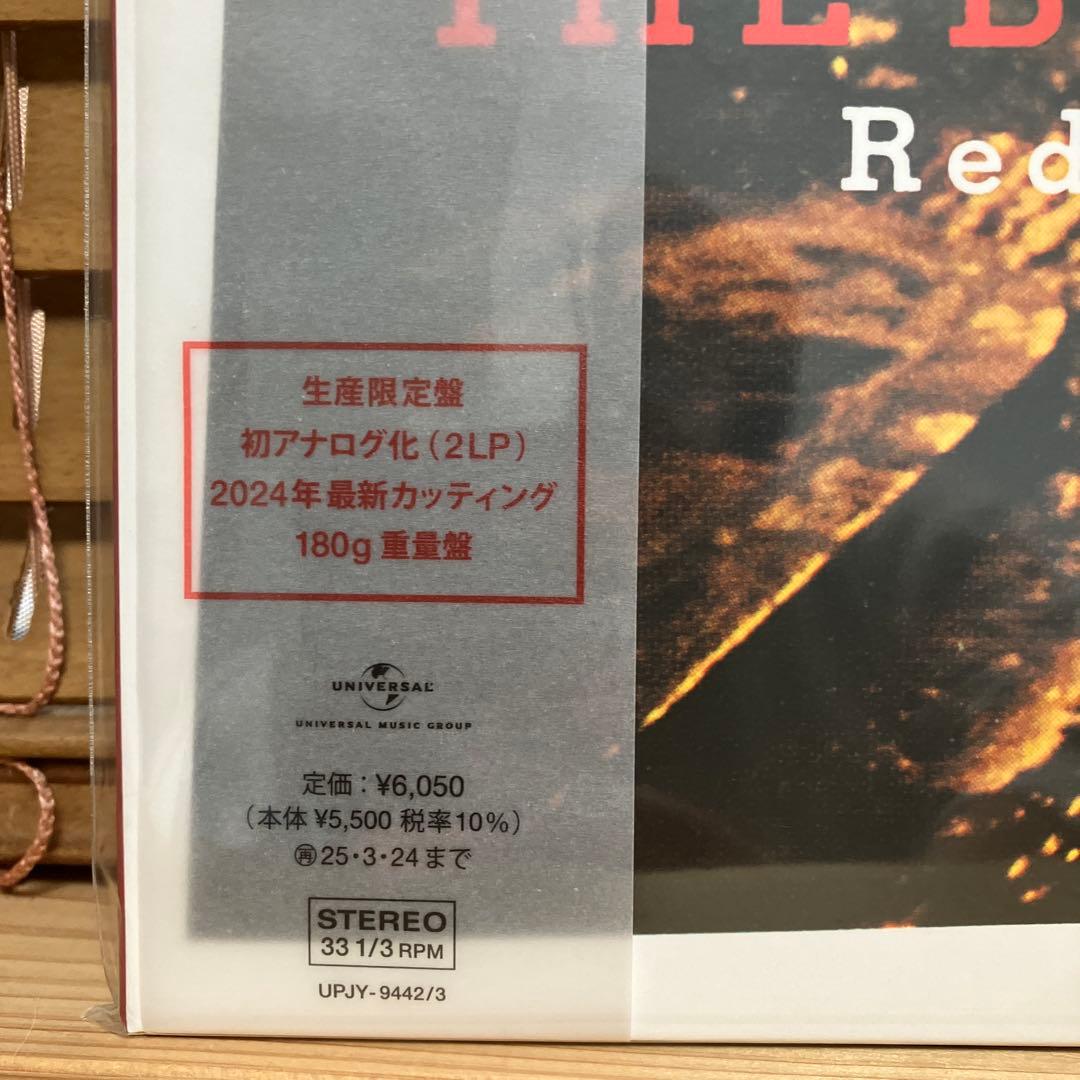 THE B
Red
生産限定盤
初アナログ化（2LP）
2024年最新カッティング
180g 重量盤
UNIVERSAL
UNIVERSAL MUSIC GROUP
定価：¥6,050
（本体 ¥5,500 税率10%）
㊞25・3・24まで
STEREO
33 1/3 RPM
UPJY-9442/3